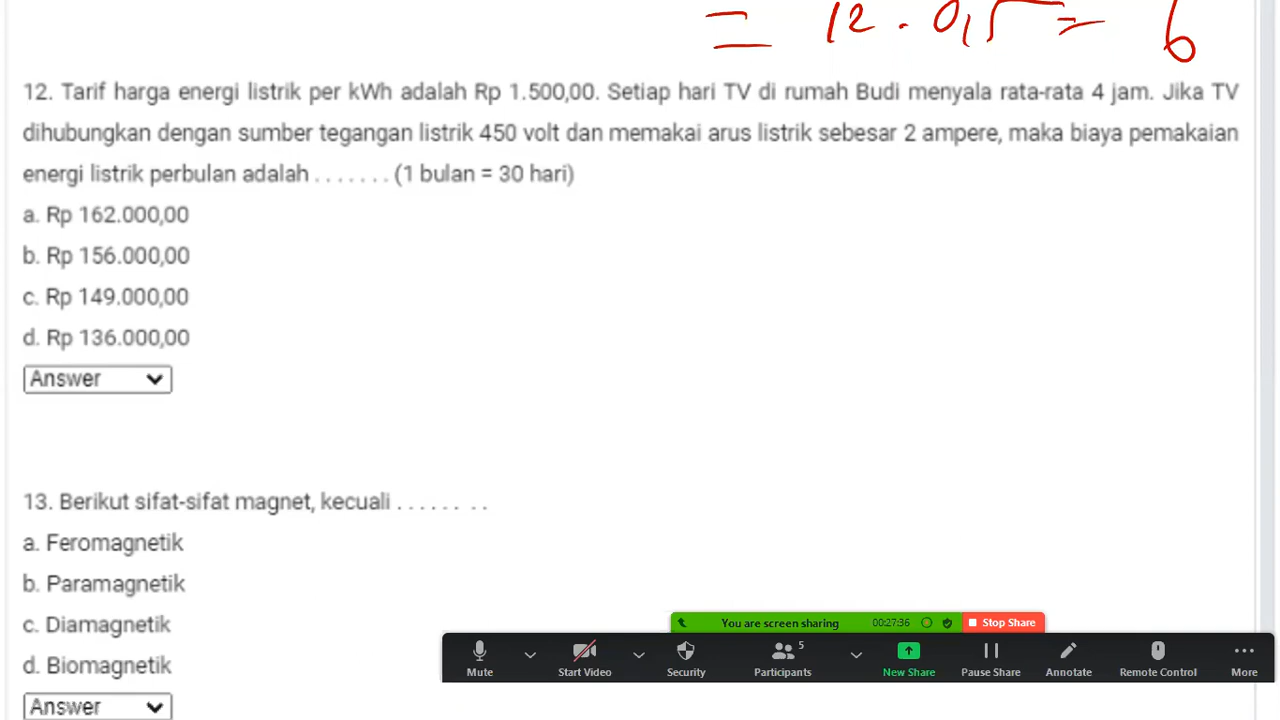 = 12 . 0,5 = 6
12. Tarif harga energi listrik per kWh adalah Rp 1.500,00. Setiap hari TV di rumah Budi menyala rata-rata 4 jam. Jika TV
dihubungkan dengan sumber tegangan listrik 450 volt dan memakai arus listrik sebesar 2 ampere, maka biaya pemakaian
energi listrik perbulan adalah . . . . . . . (1 bulan = 30 hari)
a. Rp 162.000,00
b. Rp 156.000,00
c. Rp 149.000,00
d. Rp 136.000,00
Answer
13. Berikut sifat-sifat magnet, kecuali . . . . . . . .
a. Feromagnetik
b. Paramagnetik
c. Diamagnetik
d. Biomagnetik
Answer
You are screen sharing 00:27:36 Stop Share
Mute Start Video Security Participants 5 New Share Pause Share Annotate Remote Control More